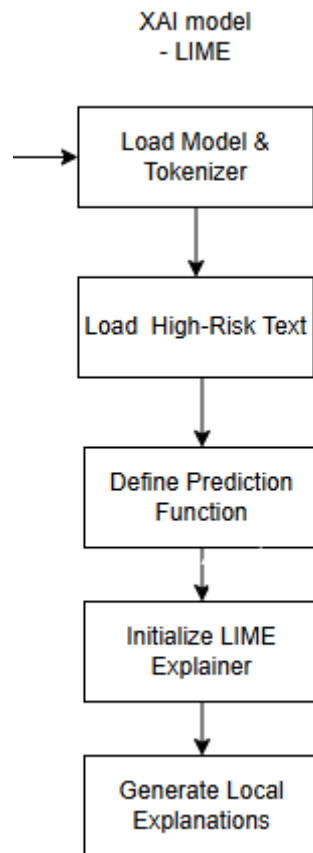 XAI model
- LIME
Load Model &
Tokenizer
Load High-Risk Text
Define Prediction
Function
Initialize LIME
Explainer
Generate Local
Explanations